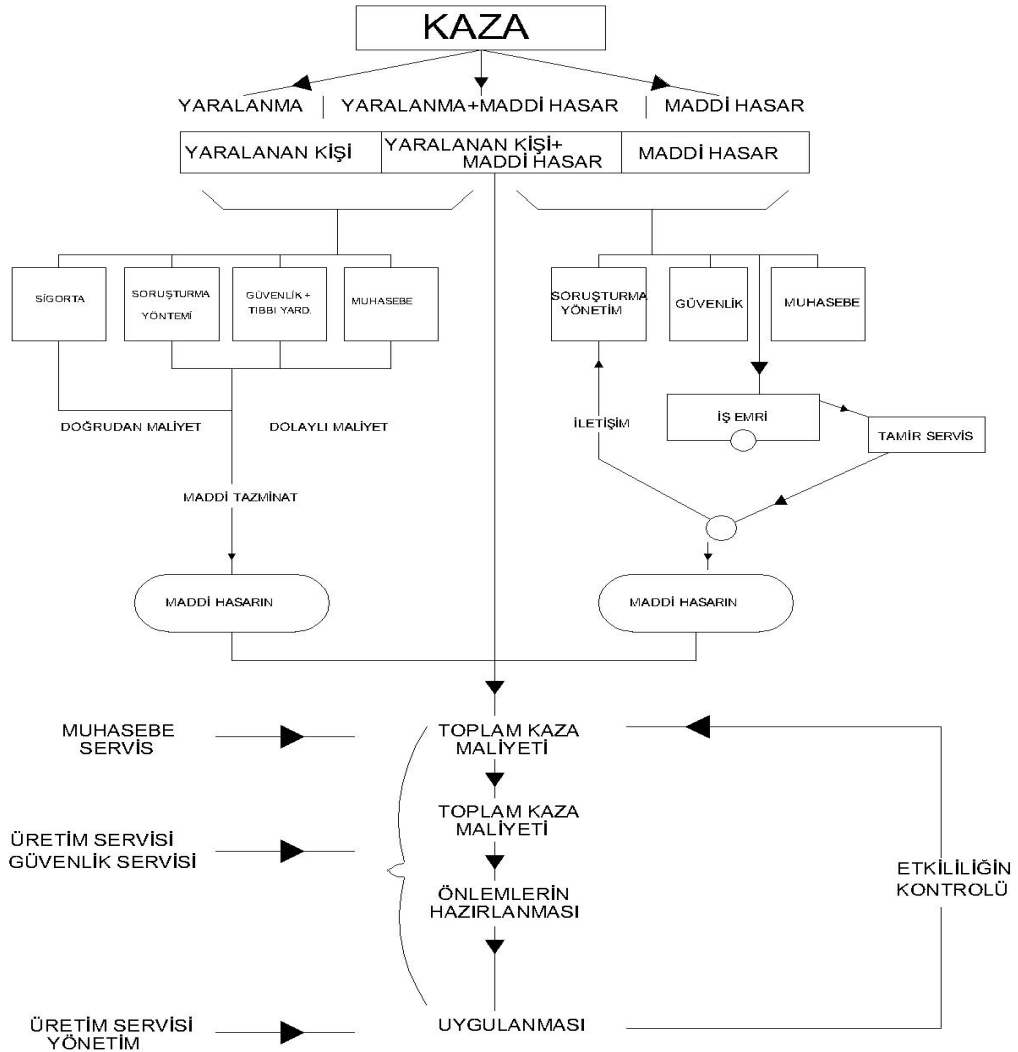 KAZA
YARALANMA
YARALANMA+MADDİ HASAR
MADDİ HASAR
YARALANAN KİŞİ
YARALANAN KİŞİ+
MADDİ HASAR
MADDİ HASAR
SİGORTA
SORUŞTURMA
YÖNTEMİ
GÜVENLİK +
TIBBI YARD.
MUHASEBE
SORUŞTURMA
YÖNETİM
GÜVENLİK
MUHASEBE
DOĞRUDAN MALİYET
DOLAYLI MALİYET
İLETİŞİM
İŞ EMRİ
TAMİR SERVİS
MADDİ TAZMİNAT
MADDİ HASARIN
MADDİ HASARIN
MUHASEBE
SERVİS
TOPLAM KAZA
MALİYETİ
TOPLAM KAZA
MALİYETİ
ÜRETİM SERVİSİ
GÜVENLİK SERVİSİ
ETKİLİLİĞİN
KONTROLÜ
ÖNLEMLERİN
HAZIRLANMASI
UYGULANMASI
ÜRETİM SERVİSİ
YÖNETİM